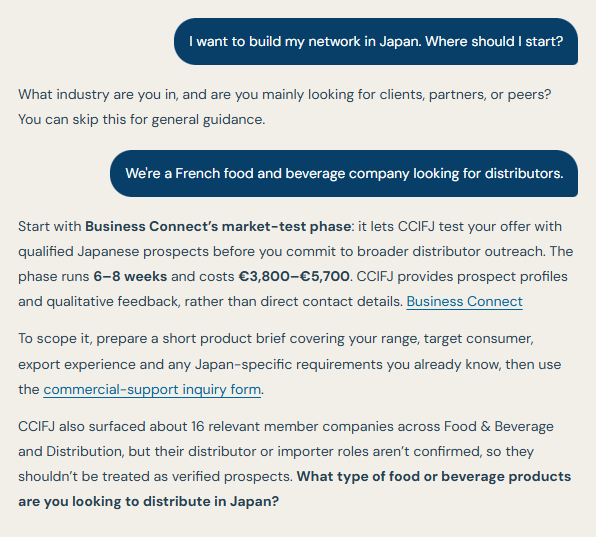 I want to build my network in Japan. Where should I start?
What industry are you in, and are you mainly looking for clients, partners, or peers?
You can skip this for general guidance.
We're a French food and beverage company looking for distributors.
Start with Business Connect’s market-test phase: it lets CCIFJ test your offer with
qualified Japanese prospects before you commit to broader distributor outreach. The
phase runs 6–8 weeks and costs €3,800–€5,700. CCIFJ provides prospect profiles
and qualitative feedback, rather than direct contact details. Business Connect
To scope it, prepare a short product brief covering your range, target consumer,
export experience and any Japan-specific requirements you already know, then use
the commercial-support inquiry form.
CCIFJ also surfaced about 16 relevant member companies across Food & Beverage
and Distribution, but their distributor or importer roles aren’t confirmed, so they
shouldn’t be treated as verified prospects. What type of food or beverage products
are you looking to distribute in Japan?